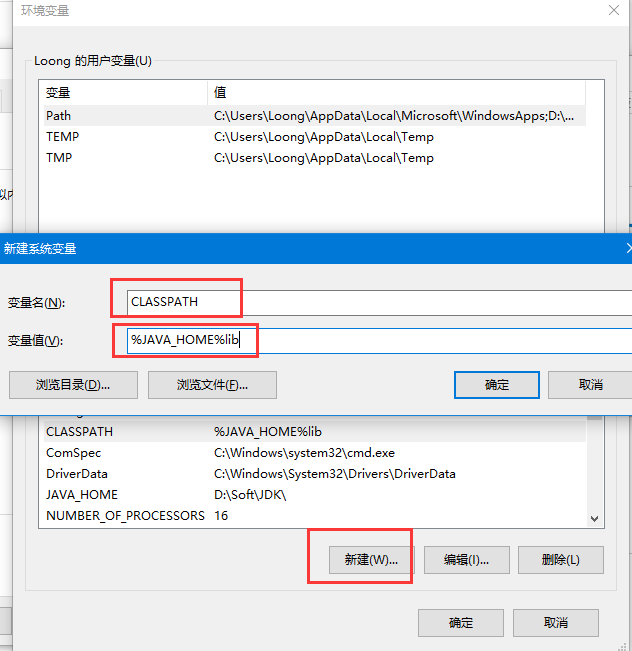 环境变量
Loong 的用户变量(U)
变量 值
Path C:\Users\Loong\AppData\Local\Microsoft\WindowsApps;D:\...
TEMP C:\Users\Loong\AppData\Local\Temp
TMP C:\Users\Loong\AppData\Local\Temp
新建系统变量
变量名(N): CLASSPATH
变量值(V): %JAVA_HOME%lib
浏览目录(D)... 浏览文件(F)... 确定 取消
CLASSPATH %JAVA_HOME%lib
ComSpec C:\Windows\system32\cmd.exe
DriverData C:\Windows\System32\Drivers\DriverData
JAVA_HOME D:\Soft\JDK\
NUMBER_OF_PROCESSORS 16
新建(W)... 编辑(I)... 删除(L)
确定 取消